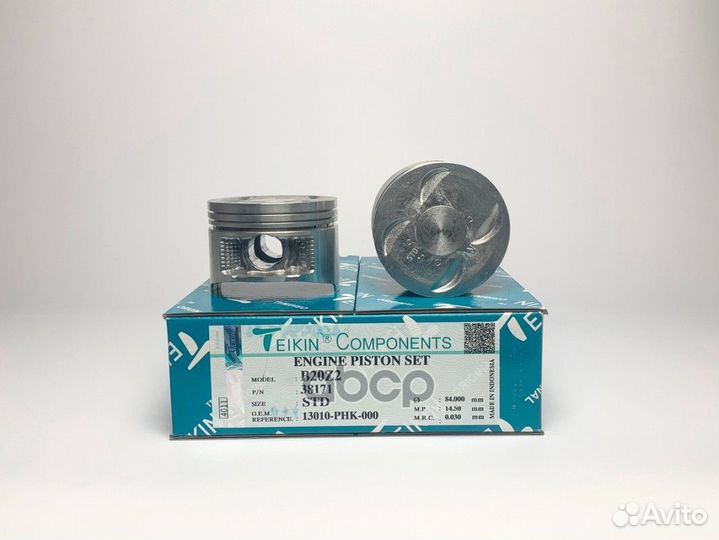 STD
TEIKIN® COMPONENTS
ENGINE PISTON SET
MODEL : B20Z2
P/N : 38171
SIZE : STD
O.E.M. REFERENCE. : 13010-PHK-000
Ø : 84.000 mm
M.P : 14.50 mm
M.R.C. : 0.030 mm
MADE IN INDONESIA
Avito